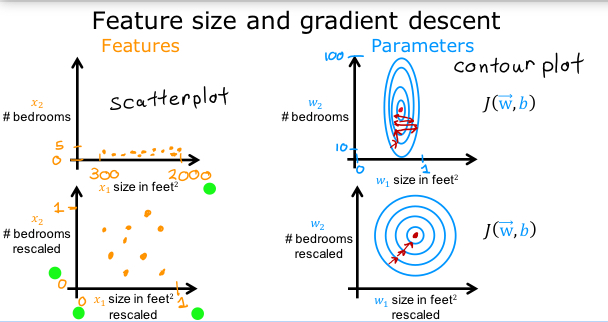 Feature size and gradient descent
Features
Parameters
x₂
# bedrooms
scatterplot
5
0
300
2000
x₁ size in feet²
100
contour plot
w₂
# bedrooms
J(w⃗, b)
10
0
1
w₁ size in feet²
1
x₂
# bedrooms
rescaled
0
0
x₁ size in feet²
1
rescaled
w₂
# bedrooms
rescaled
J(w⃗, b)
w₁ size in feet²
rescaled